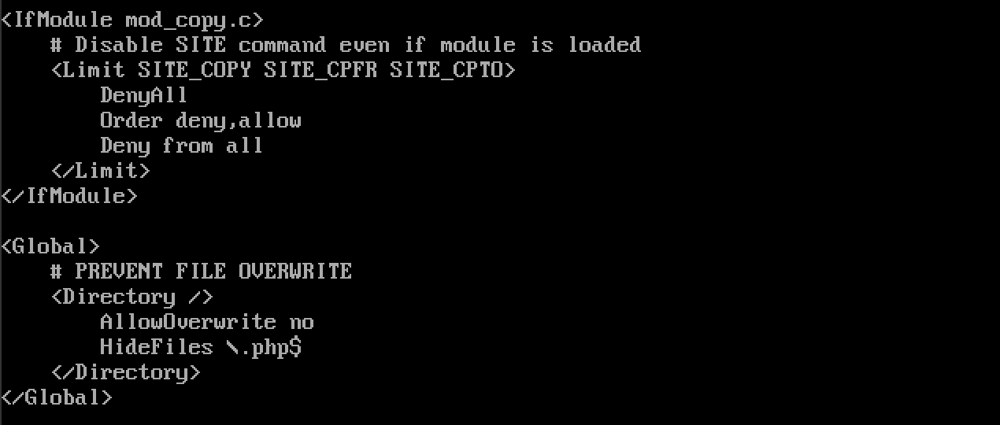 <IfModule mod_copy.c>
    # Disable SITE command even if module is loaded
    <Limit SITE_COPY SITE_CPFR SITE_CPTO>
        DenyAll
        Order deny,allow
        Deny from all
    </Limit>
</IfModule>

<Global>
    # PREVENT FILE OVERWRITE
    <Directory />
        AllowOverwrite no
        HideFiles \.php$
    </Directory>
</Global>